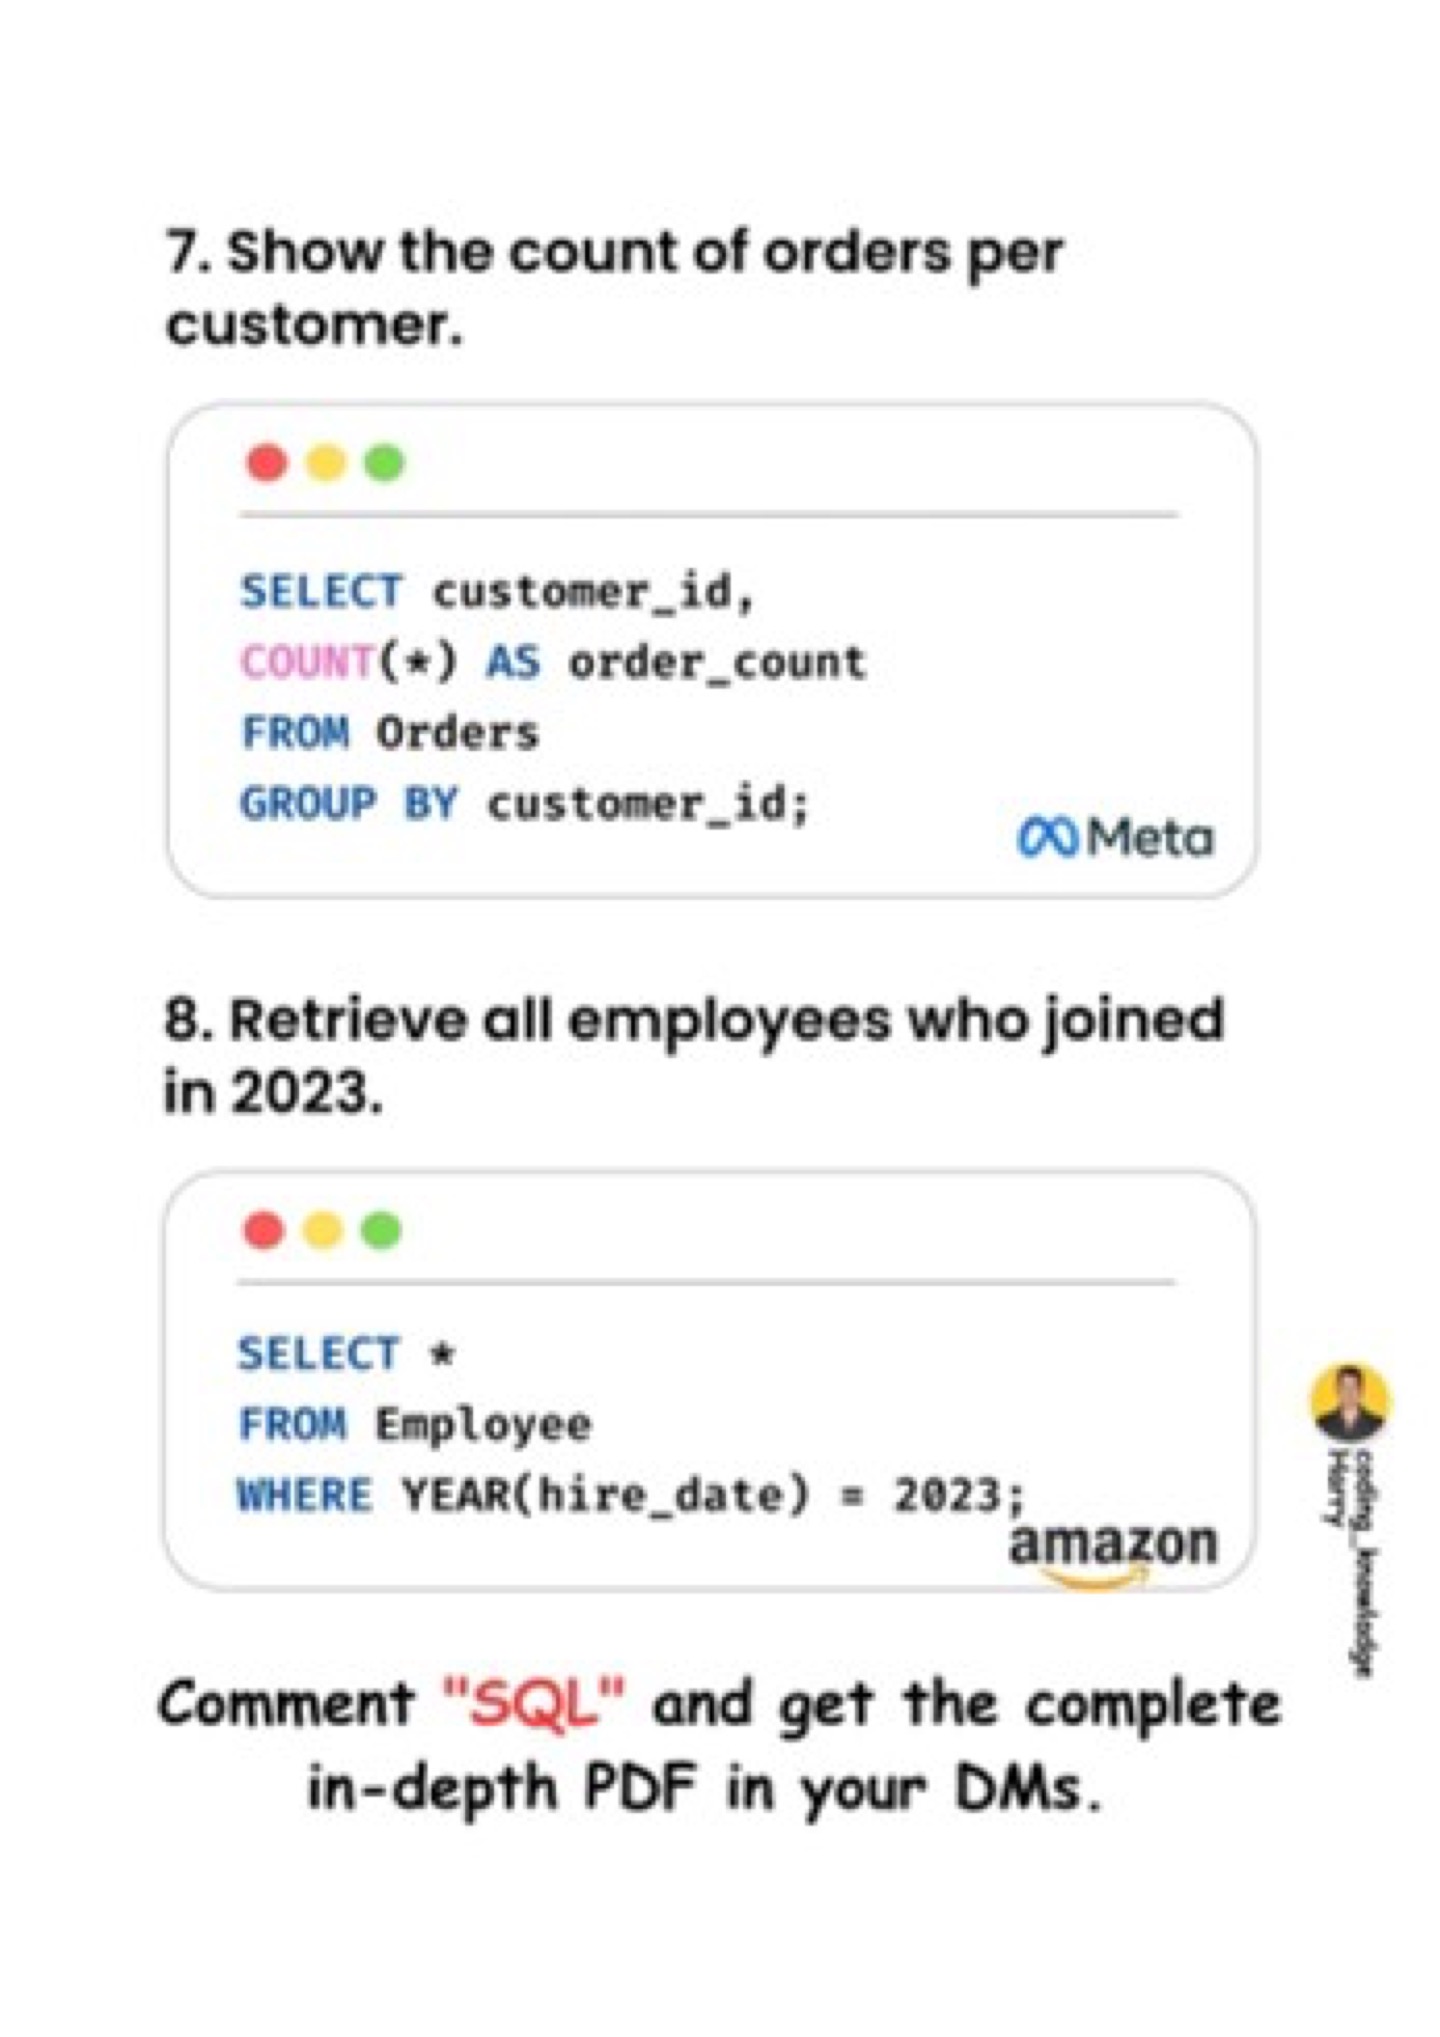 7. Show the count of orders per
customer.
SELECT customer_id,
COUNT(*) AS order_count
FROM Orders
GROUP BY customer_id;
Meta
8. Retrieve all employees who joined
in 2023.
SELECT *
FROM Employee
WHERE YEAR(hire_date) = 2023;
amazon
coding_knowledge
Harry
Comment "SQL" and get the complete
in-depth PDF in your DMs.